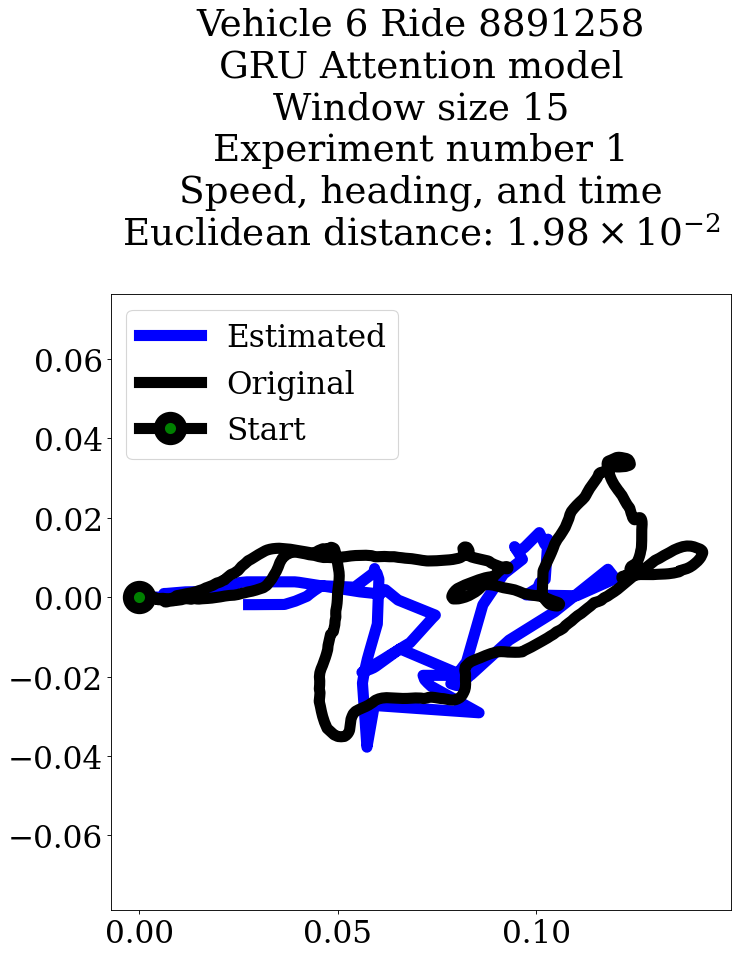 Vehicle 6 Ride 8891258
GRU Attention model
Window size 15
Experiment number 1
Speed, heading, and time
Euclidean distance: 1.98 × 10⁻²
Estimated
Original
Start
0.06
0.04
0.02
0.00
−0.02
−0.04
−0.06
0.00 0.05 0.10